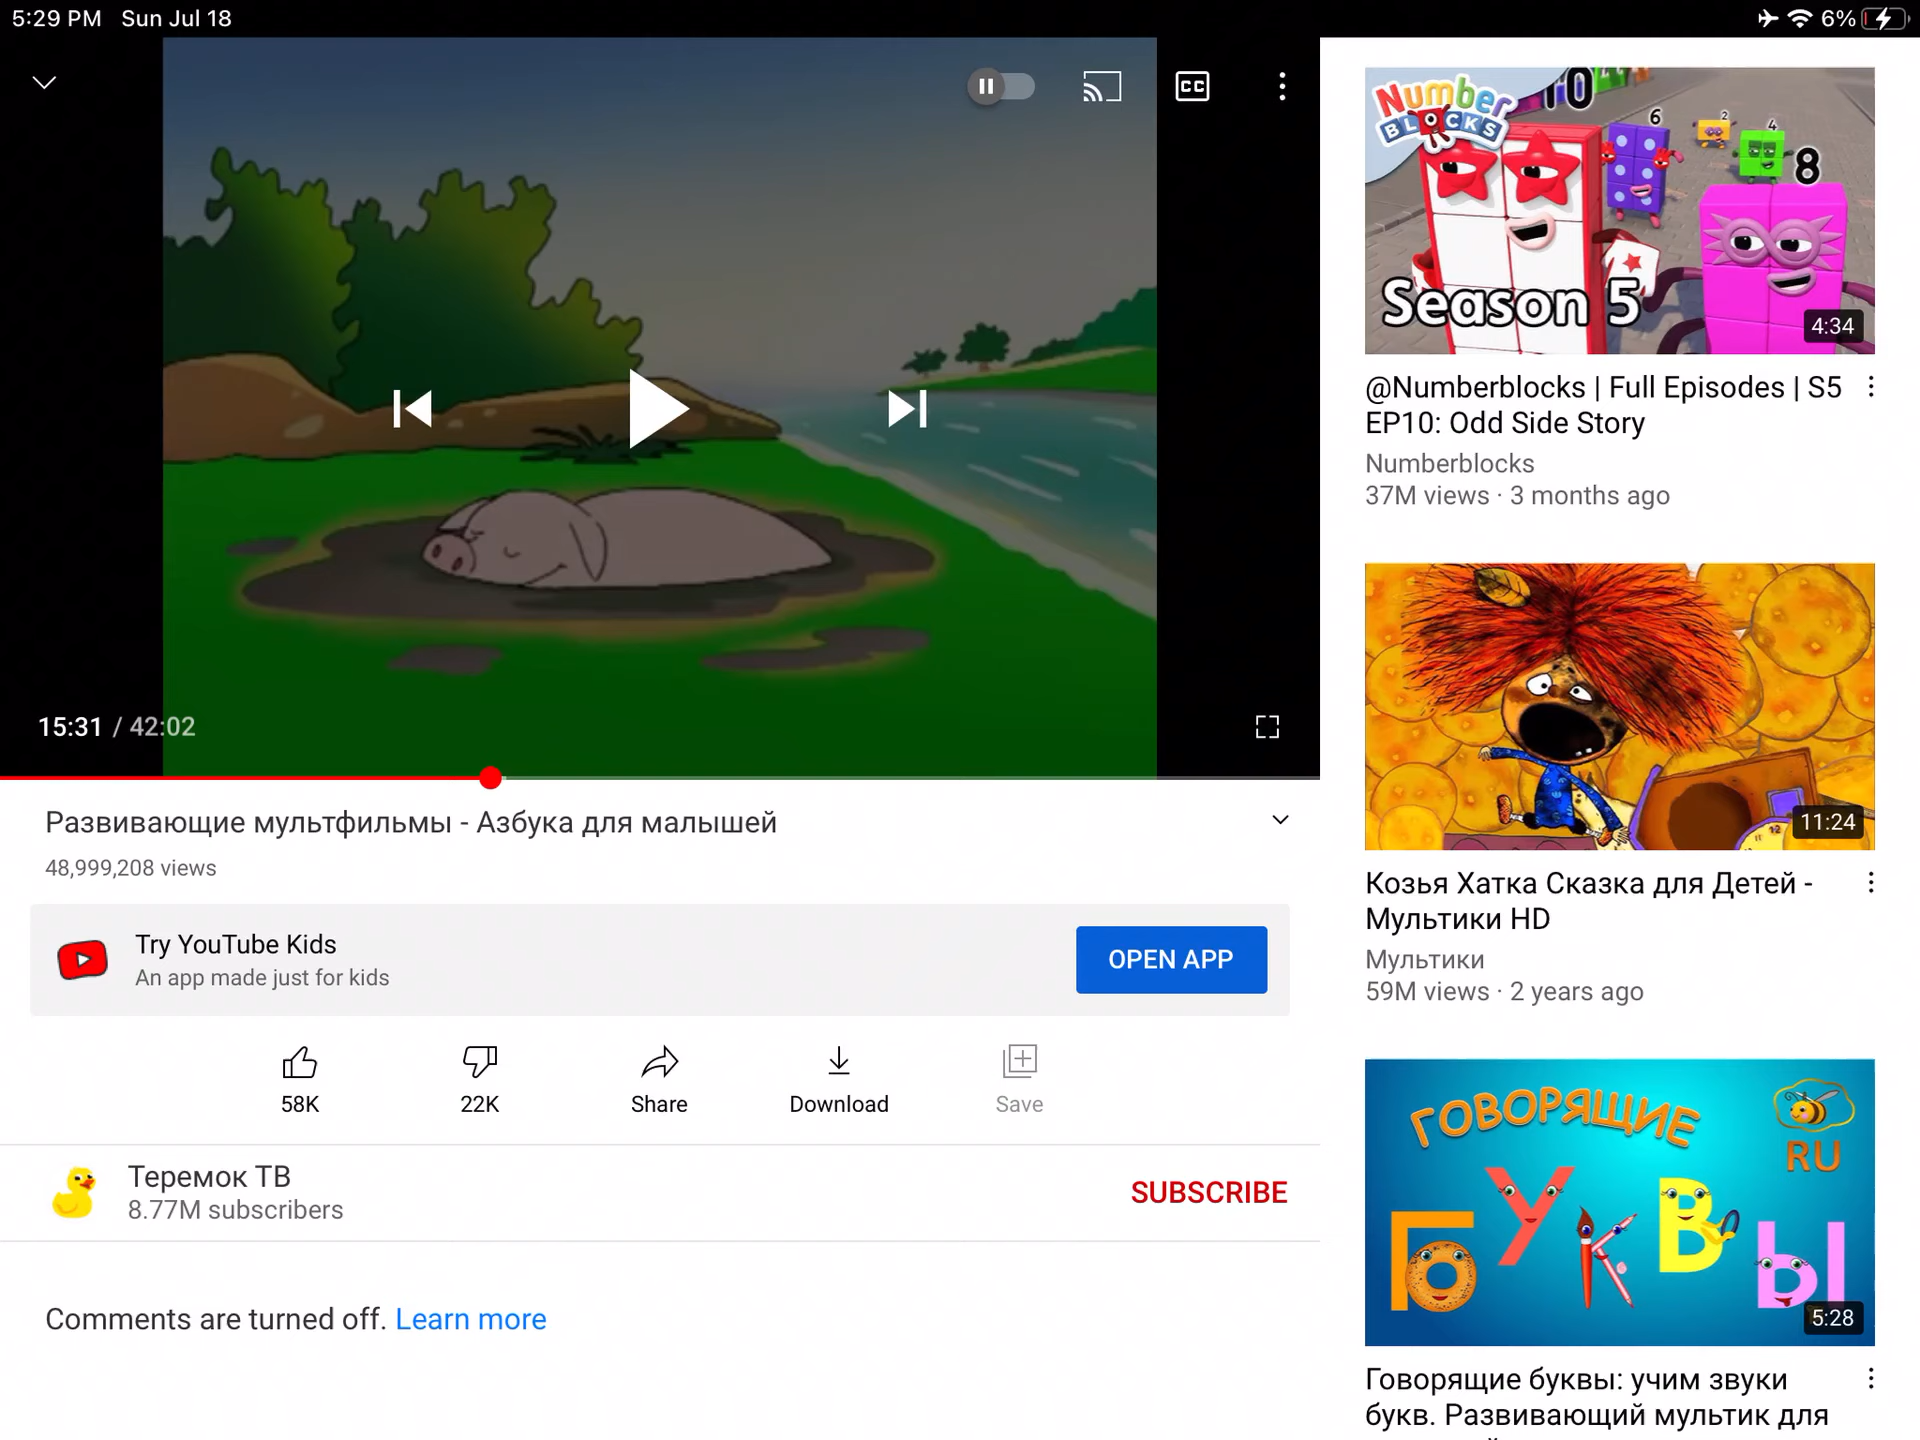 5:29 PM Sun Jul 18
6%
CC
15:31 / 42:02
Развивающие мультфильмы - Азбука для малышей
48,999,208 views
Try YouTube Kids
An app made just for kids
OPEN APP
58K
22K
Share
Download
Save
Теремок ТВ
8.77M subscribers
SUBSCRIBE
Comments are turned off. Learn more
Number
BLOCKS
10
6
2
4
8
Season 5
4:34
@Numberblocks | Full Episodes | S5
EP10: Odd Side Story
Numberblocks
37M views · 3 months ago
11:24
Козья Хатка Сказка для Детей -
Мультики HD
Мультики
59M views · 2 years ago
ГОВОРЯЩИЕ
RU
БУКВЫ
5:28
Говорящие буквы: учим звуки
букв. Развивающий мультик для